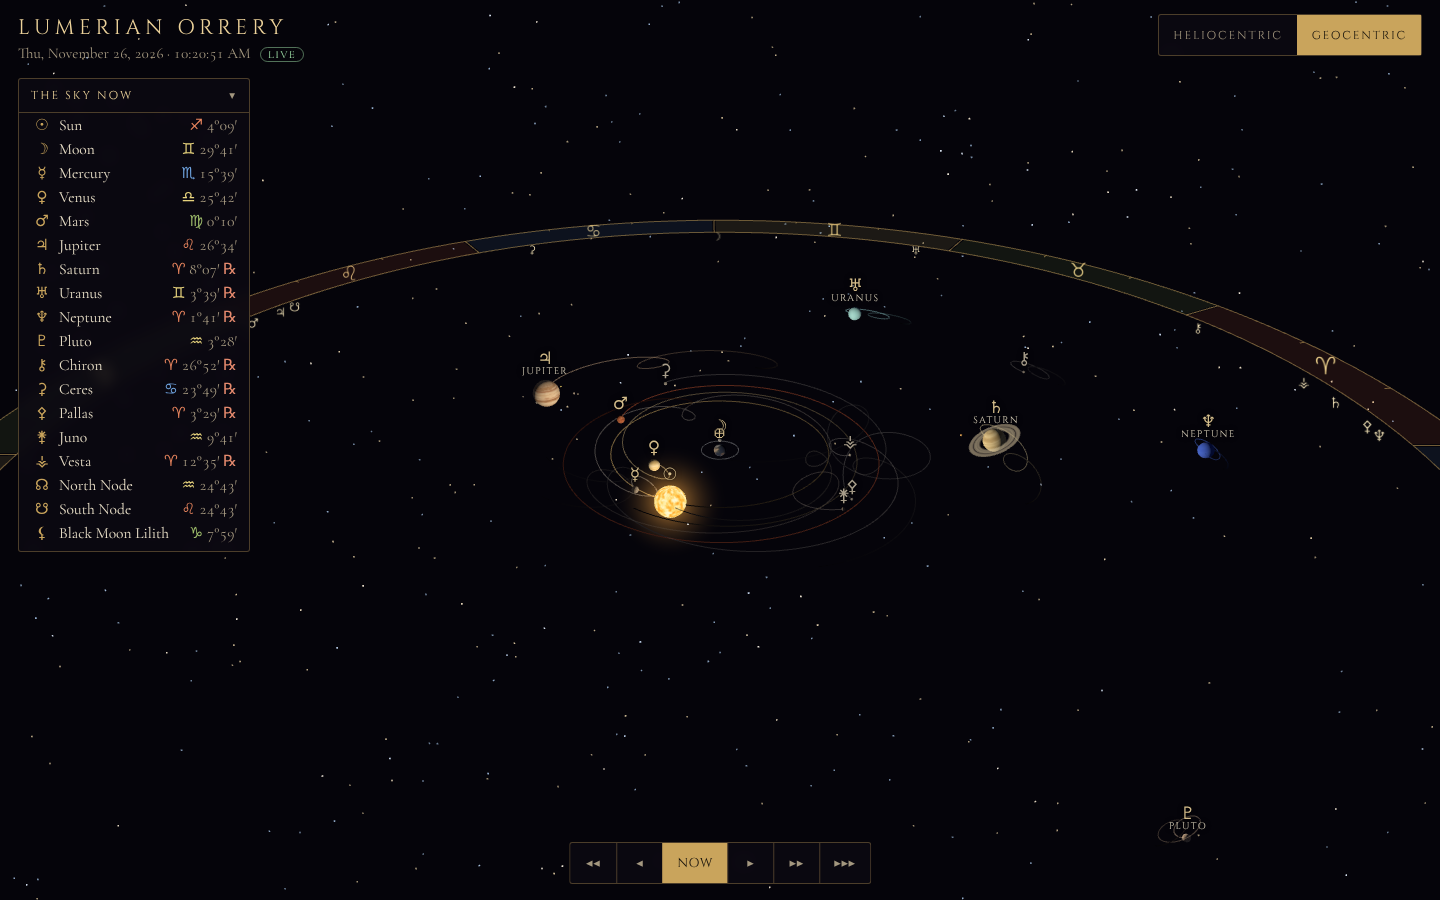 LUMERIAN ORRERY
Thu, November 26, 2026 · 10:20:51 AM LIVE
HELIOCENTRIC GEOCENTRIC
THE SKY NOW ▼
☉ Sun ♐ 4°09′
☽ Moon ♊ 29°41′
☿ Mercury ♏ 15°39′
♀ Venus ♎ 25°42′
♂ Mars ♍ 0°10′
♃ Jupiter ♌ 26°34′
♄ Saturn ♈ 8°07′ ℞
♅ Uranus ♊ 3°39′ ℞
♆ Neptune ♈ 1°41′ ℞
♇ Pluto ♒ 3°28′
⚷ Chiron ♈ 26°52′ ℞
⚳ Ceres ♋ 23°49′ ℞
⚴ Pallas ♈ 3°29′ ℞
⚵ Juno ♒ 9°41′
⚶ Vesta ♈ 12°35′ ℞
☊ North Node ♒ 24°43′
☋ South Node ♌ 24°43′
⚸ Black Moon Lilith ♑ 7°59′
URANUS
JUPITER
SATURN
NEPTUNE
PLUTO
◂◂ ◂ NOW ▸ ▸▸ ▸▸▸